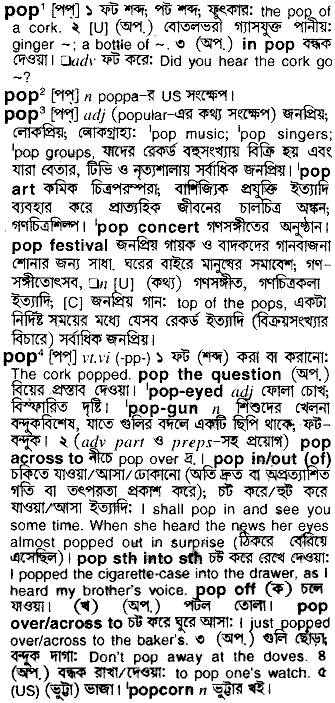 pop¹ [পপ্] ১ ফট শব্দ; পট শব্দ; ফুৎকার: the pop of
a cork. ২ [U] (অপ.) বোতলভরা গ্যাসযুক্ত পানীয়:
ginger ~; a bottle of ~. ৩ (অপ.) in pop বন্ধক
দেওয়া। □adv ফট করে: Did you hear the cork go
~?
pop² [পপ্] n poppa-র US সংক্ষেপ।
pop³ [পপ্] adj (popular-এর কথ্য সংক্ষেপ) জনপ্রিয়;
লোকপ্রিয়; লোকগ্রাহ্য: ˈpop music; ˈpop singers;
ˈpop groups, যাদের রেকর্ড বহুসংখ্যায় বিক্রি হয় এবং
যারা বেতার, টিভি ও নৃত্যশালায় সর্বাধিক জনপ্রিয়। ˈpop
art কমিক চিত্রপরম্পরা; বাণিজ্যিক প্রযুক্তি ইত্যাদি
ব্যবহার করে প্রাত্যহিক জীবনের চালচিত্র অঙ্কন;
গণচিত্রশিল্প। ˈpop concert গণসঙ্গীতের অনুষ্ঠান।
pop festival জনপ্রিয় গায়ক ও বাদকদের গানবাজনা
শোনার জন্য সাধা. ঘরের বাইরে মানুষের সমাবেশ; গণ-
সঙ্গীতোৎসব, □n [U] (কথ্য) গণসঙ্গীত, গণচিত্রকলা
ইত্যাদি; [C] জনপ্রিয় গান: top of the pops, একটা
নির্দিষ্ট সময়ের মধ্যে যেসব রেকর্ড ইত্যাদি (বিক্রয়সংখ্যার
বিচারে) সর্বাধিক জনপ্রিয়।
pop⁴ [পপ্] vt,vi (-pp-) ১ ফট (শব্দ) করা বা করানো:
The cork popped. pop the question (অপ.)
বিয়ের প্রস্তাব দেওয়া। ˈpop-eyed adj ফোলা চোখ;
বিস্ফারিত দৃষ্টি। ˈpop-gun n শিশুদের খেলনা
বন্দুকবিশেষ, যাতে গুলির বদলে একটি ছিপি থাকে; ফট-
বন্দুক। ২ (adv part ও preps-সহ প্রয়োগ) pop
across to নীচে pop over দ্র.। pop in/out (of)
চকিতে যাওয়া/আসা/ঢোকানো (অতি দ্রুত বা অপ্রত্যাশিত
গতি বা তৎপরতা প্রকাশ করে); চট করে/হুট করে
যাওয়া/আসা ইত্যাদি: I shall pop in and see you
some time. When she heard the news her eyes
almost popped out in surprise (ঠিকরে বেরিয়ে
এসেছিল)। pop sth into sth চট করে রেখে দেওয়া:
I popped the cigarette-case into the drawer, as I
heard my brother's voice. pop off (ক) চলে
যাওয়া। (খ) (অপ.) পটল তোলা। pop
over/across to চট করে ঘুরে আসা: I just popped
over/across to the baker's. ৩ (অপ.) গুলি ছোঁড়া;
বন্দুক দাগা: Don't pop away at the doves. ৪
(অপ.) বন্ধক রাখা/দেওয়া: to pop one's watch. ৫
(US) (ভুট্টা) ভাজা। ˈpopcorn n ভুট্টার খই।